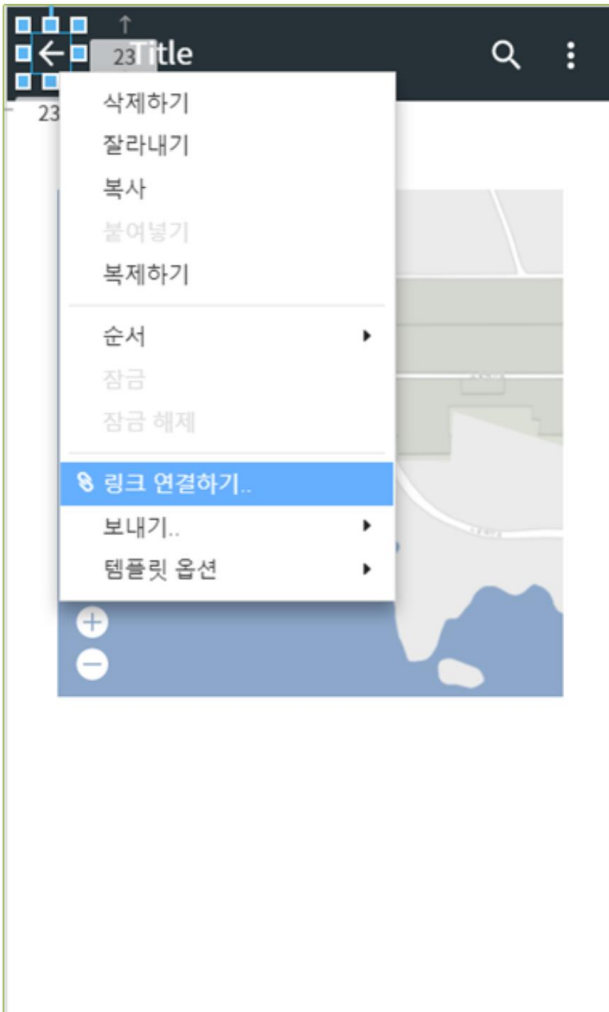 ↑
23 Title
23
삭제하기
잘라내기
복사
붙여넣기
복제하기
순서
잠금
잠금 해제
링크 연결하기..
보내기..
템플릿 옵션